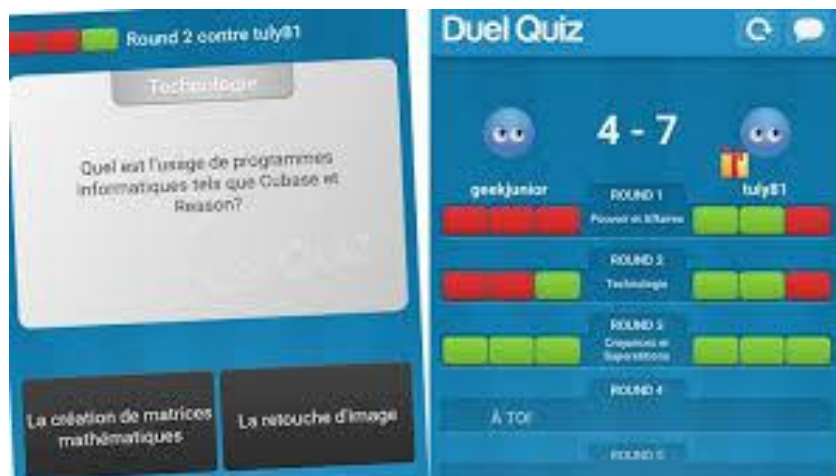 Round 2 contre tuly81
Technologie
Quel est l'usage de programmes
informatiques tels que Cubase et
Reason?
Quiz
La création de matrices
mathématiques
La retouche d'image
Duel Quiz
4 - 7
geekjunior
tuly81
ROUND 1
Pouvoir et Affaires
ROUND 2
Technologie
ROUND 3
Croyances et
Superstitions
ROUND 4
À TOI
ROUND 5